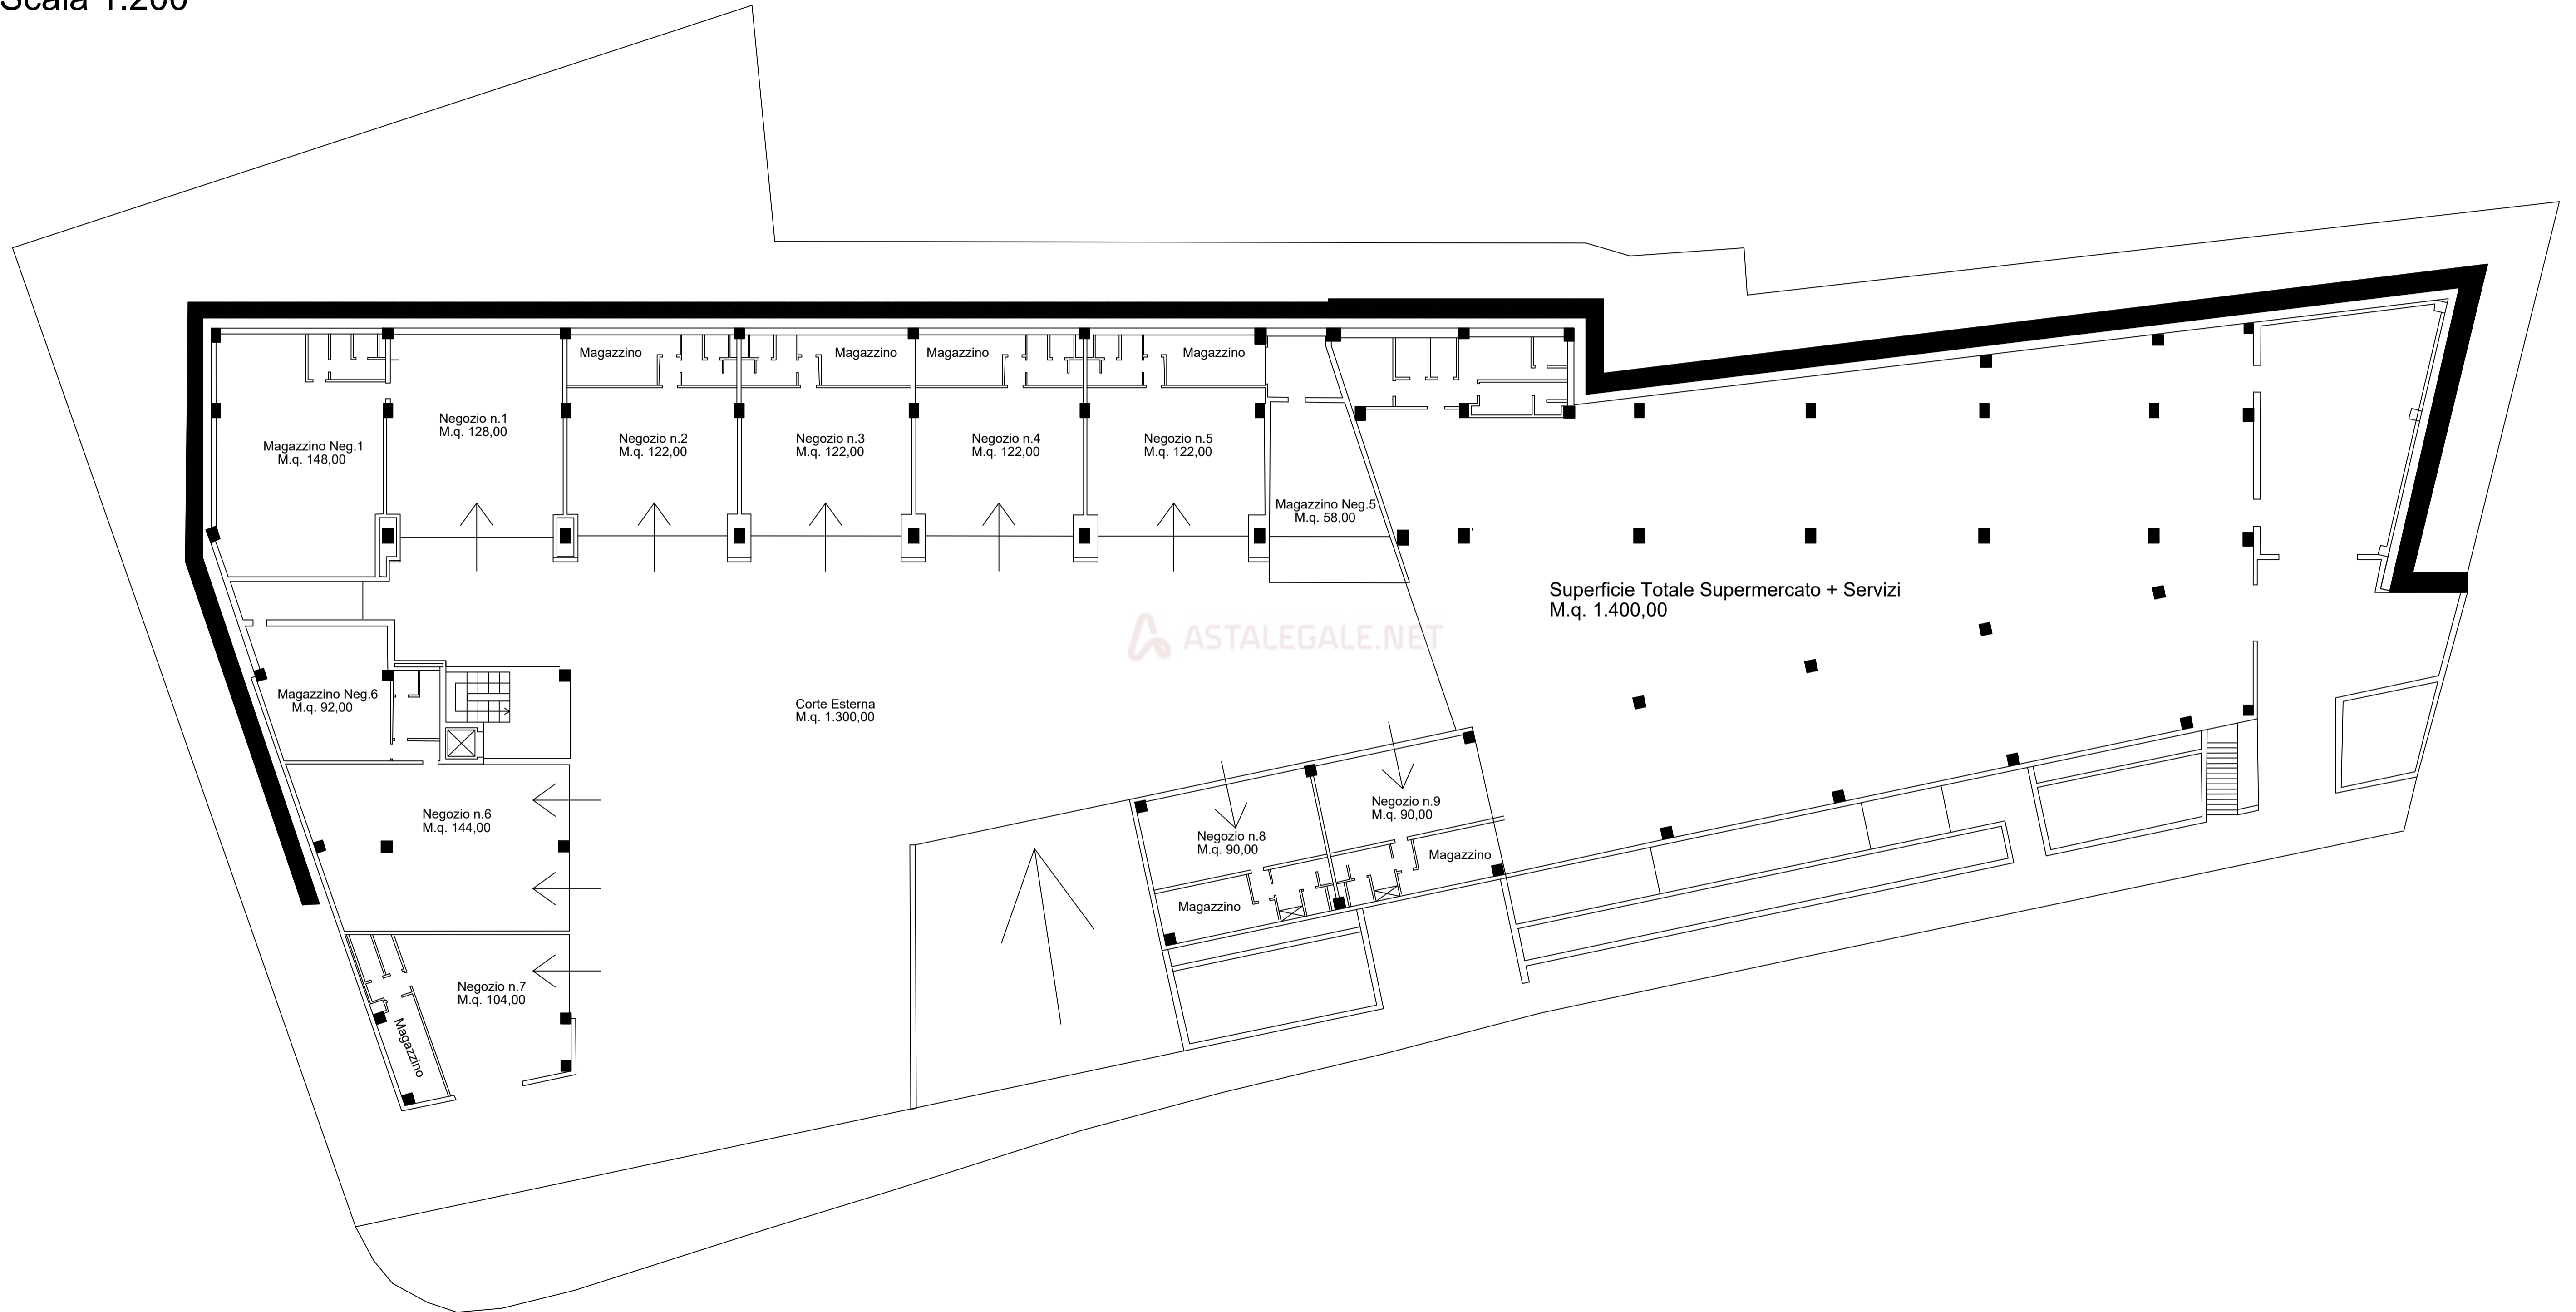 Scala 1:200
Magazzino
Magazzino
Magazzino
Magazzino
Negozio n.1
M.q. 128,00
Magazzino Neg.1
M.q. 148,00
Negozio n.2
M.q. 122,00
Negozio n.3
M.q. 122,00
Negozio n.4
M.q. 122,00
Negozio n.5
M.q. 122,00
Magazzino Neg.5
M.q. 58,00
Superficie Totale Supermercato + Servizi
M.q. 1.400,00
ASTALEGALE.NET
Magazzino Neg.6
M.q. 92,00
Corte Esterna
M.q. 1.300,00
Negozio n.6
M.q. 144,00
Negozio n.9
M.q. 90,00
Negozio n.8
M.q. 90,00
Magazzino
Magazzino
Negozio n.7
M.q. 104,00
Magazzino